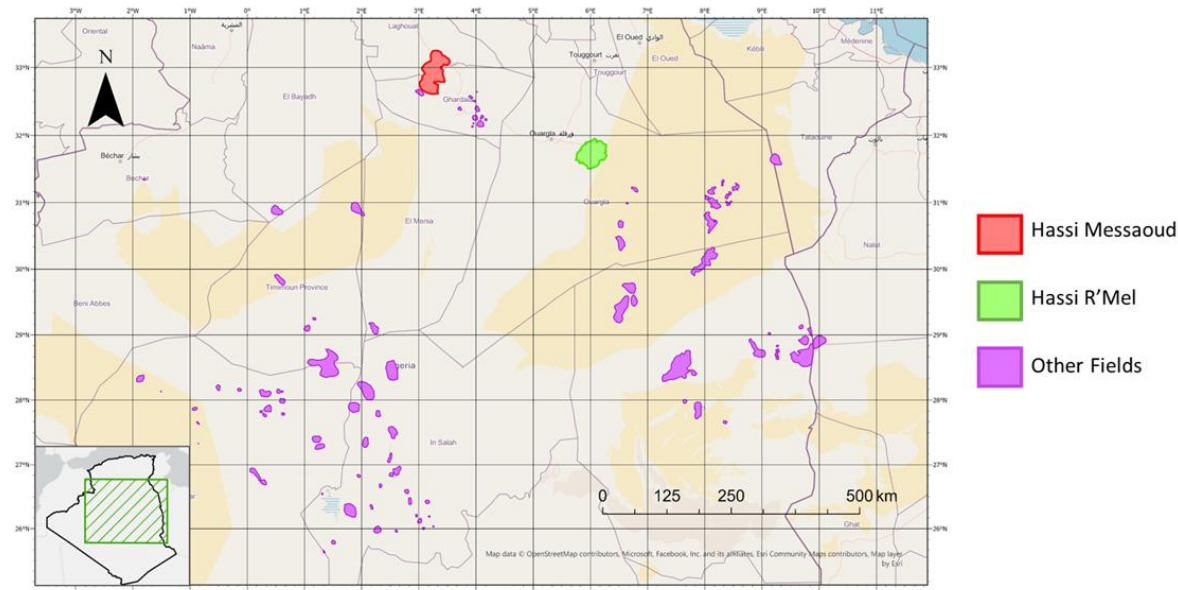 3°W 2°W 1°W 0° 1°E 2°E 3°E 4°E 5°E 6°E 7°E 8°E 9°E 10°E 11°E
Oriental
المشرية
Laghouat
Naâma
El Oued الوادي
Touggourt تقرت
El Oued
Kébili
Médenine
Touggourt
33°N
33°N
N
El Bayadh
Ghardaïa
32°N
32°N
Ouargla ورقلة
Tataouine
Béchar بشار
Béchar
31°N
31°N
Ouargla
El Menia
Nalut
30°N
30°N
Timimoun Province
Beni Abbes
29°N
29°N
Algeria
28°N
28°N
In Salah
27°N
27°N
0 125 250 500 km
26°N
26°N
Ghat
Map data © OpenStreetMap contributors, Microsoft, Facebook, Inc. and its affiliates, Esri Community Maps contributors, Map layer
by Esri
Hassi Messaoud
Hassi R'Mel
Other Fields